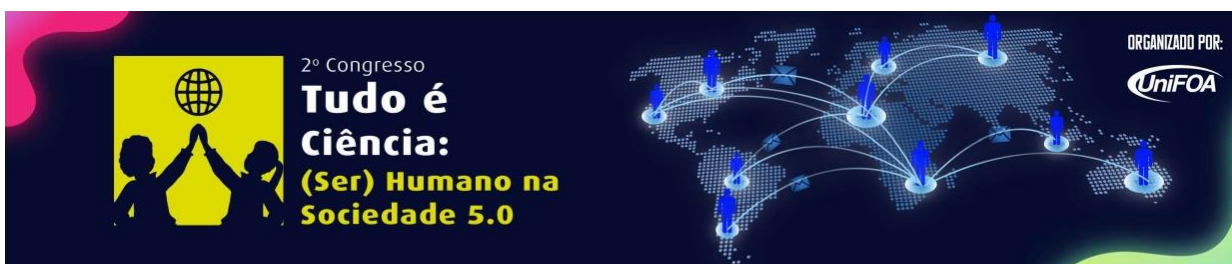 2º Congresso
Tudo é
Ciência:
(Ser) Humano na
Sociedade 5.0
ORGANIZADO POR:
UniFOA